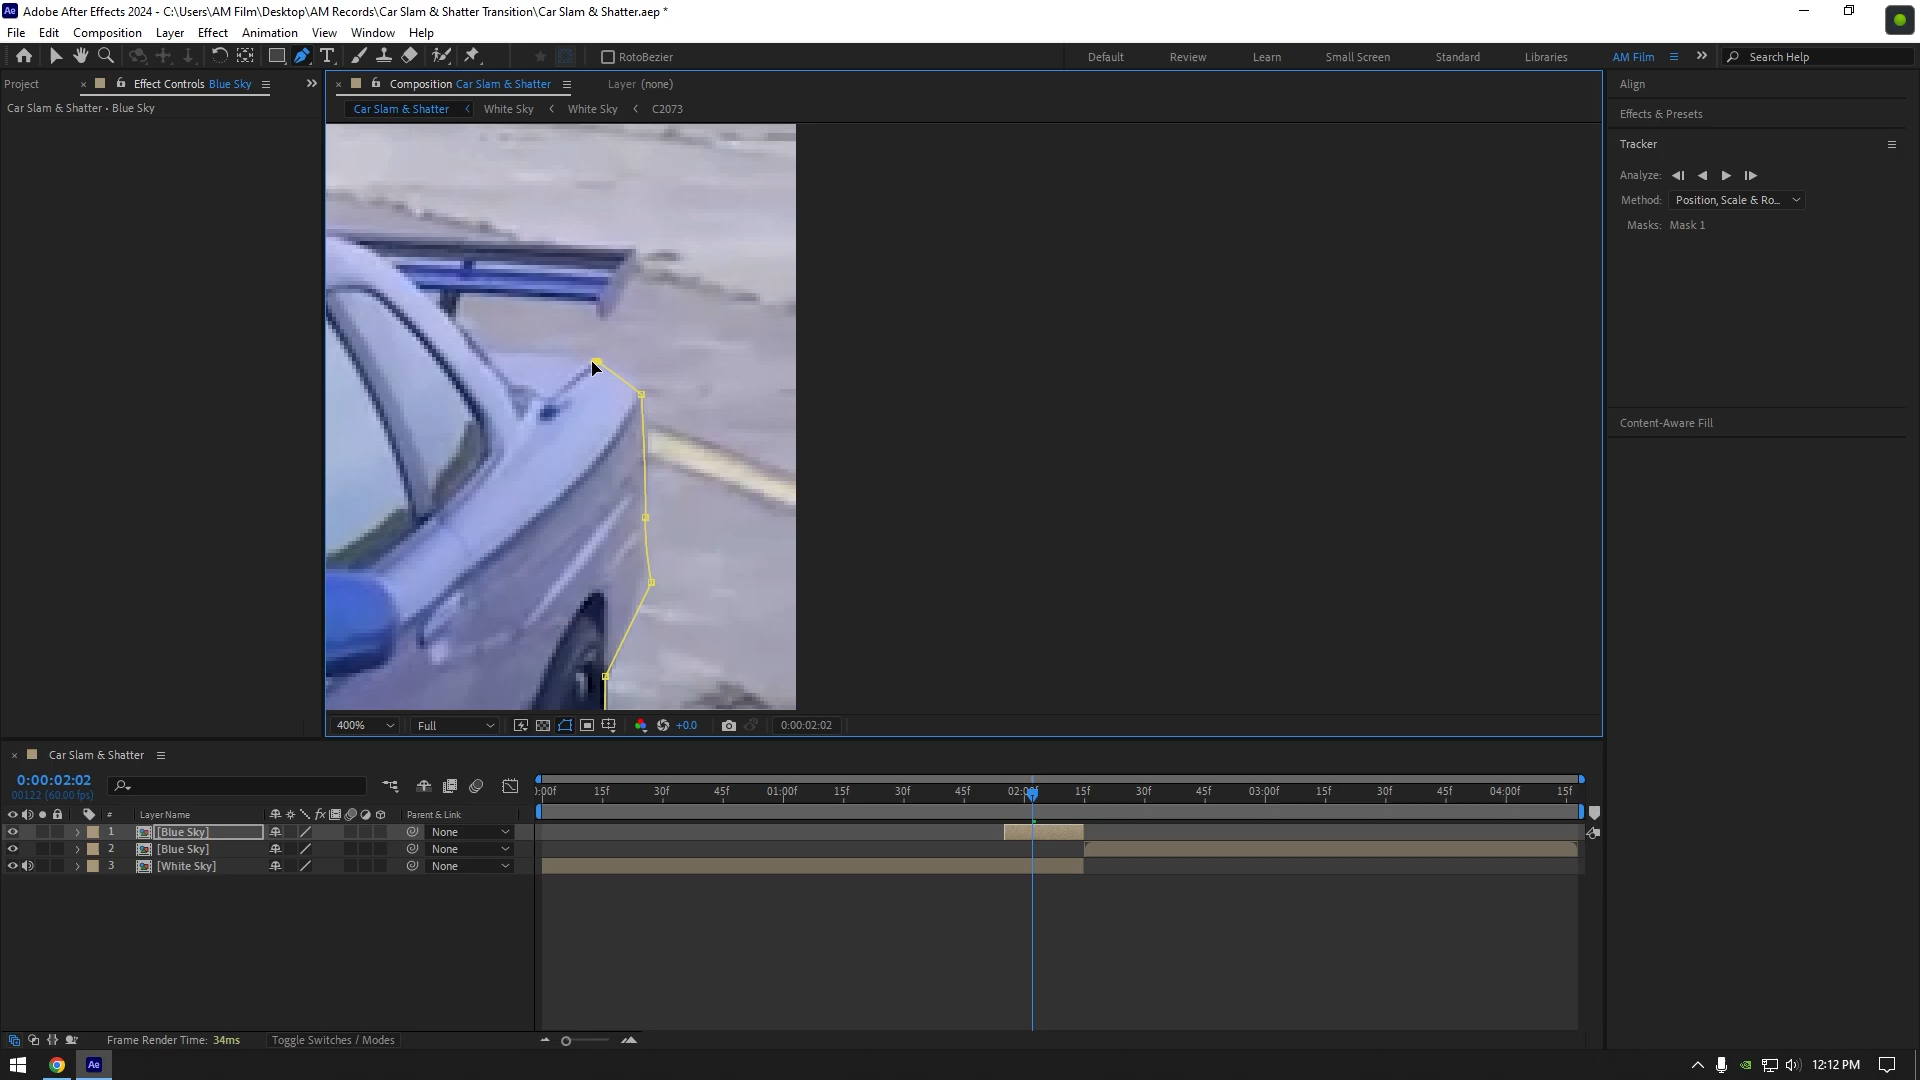 Adobe After Effects 2024 - C:\Users\AM Film\Desktop\AM Records\Car Slam & Shatter Transition\Car Slam & Shatter.aep *
File Edit Composition Layer Effect Animation View Window Help
RotoBezier Default Review Learn Small Screen Standard Libraries AM Film Search Help
Project Effect Controls Blue Sky Composition Car Slam & Shatter Layer (none) Align
Car Slam & Shatter • Blue Sky Car Slam & Shatter White Sky White Sky C2073
Effects & Presets
Tracker
Analyze:
Method: Position, Scale & Ro...
Masks: Mask 1
Content-Aware Fill
400% Full +0.0 0:00:02:02
Car Slam & Shatter
0:00:02:02
00122 (60.00 fps)
:00f 15f 30f 45f 01:00f 15f 30f 45f 02:00f 15f 30f 45f 03:00f 15f 30f 45f 04:00f 15f
# Layer Name fx Parent & Link
1 [Blue Sky] None
2 [Blue Sky] None
3 [White Sky] None
Frame Render Time: 34ms Toggle Switches / Modes
Ae 12:12 PM